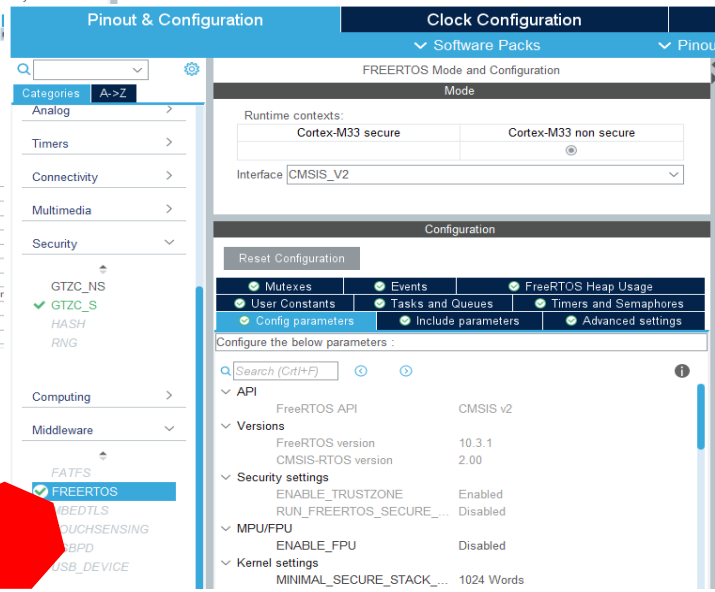 Pinout & Configuration
Clock Configuration
Software Packs
Pinou
FREERTOS Mode and Configuration
Categories
A->Z
Mode
Analog
Timers
Connectivity
Multimedia
Security
GTZC_NS
GTZC_S
HASH
RNG
Computing
Middleware
FATFS
FREERTOS
MBEDTLS
OUCHSENSING
SBPD
USB_DEVICE
Runtime contexts:
Cortex-M33 secure
Cortex-M33 non secure
Interface CMSIS_V2
Configuration
Reset Configuration
Mutexes
Events
FreeRTOS Heap Usage
User Constants
Tasks and Queues
Timers and Semaphores
Config parameters
Include parameters
Advanced settings
Configure the below parameters :
Search (Crtl+F)
API
FreeRTOS API CMSIS v2
Versions
FreeRTOS version 10.3.1
CMSIS-RTOS version 2.00
Security settings
ENABLE_TRUSTZONE Enabled
RUN_FREERTOS_SECURE_... Disabled
MPU/FPU
ENABLE_FPU Disabled
Kernel settings
MINIMAL_SECURE_STACK_... 1024 Words